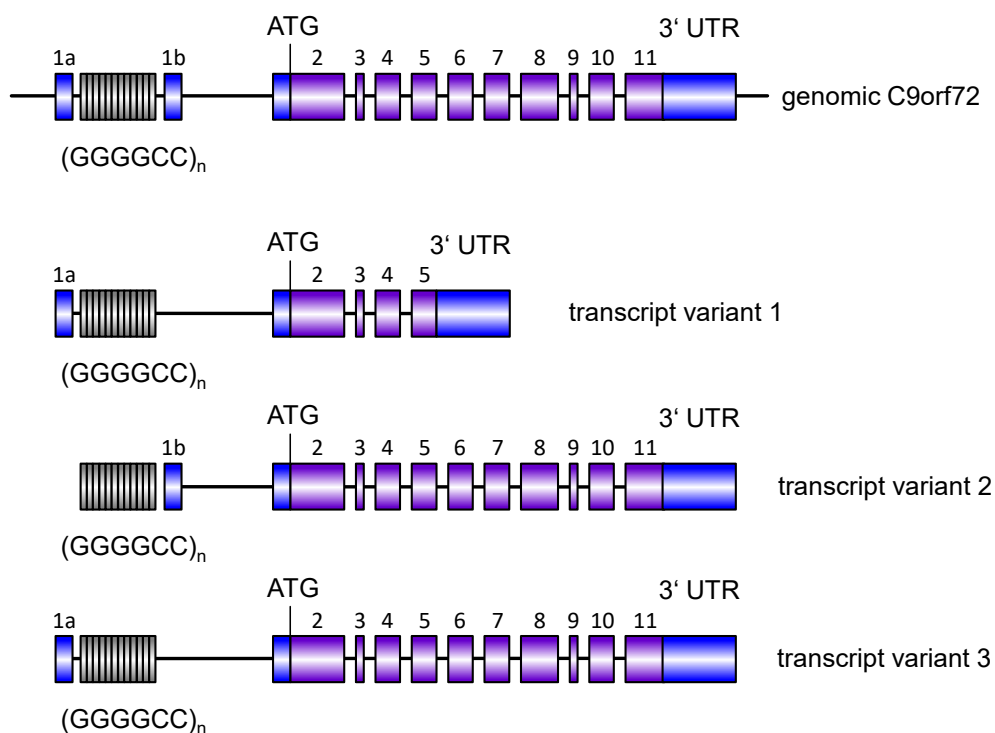 ATG 3‘ UTR
1a 1b 2 3 4 5 6 7 8 9 10 11
genomic C9orf72
(GGGGCC)n
ATG 3‘ UTR
1a 2 3 4 5
transcript variant 1
(GGGGCC)n
ATG 3‘ UTR
1b 2 3 4 5 6 7 8 9 10 11
transcript variant 2
(GGGGCC)n
ATG 3‘ UTR
1a 2 3 4 5 6 7 8 9 10 11
transcript variant 3
(GGGGCC)n